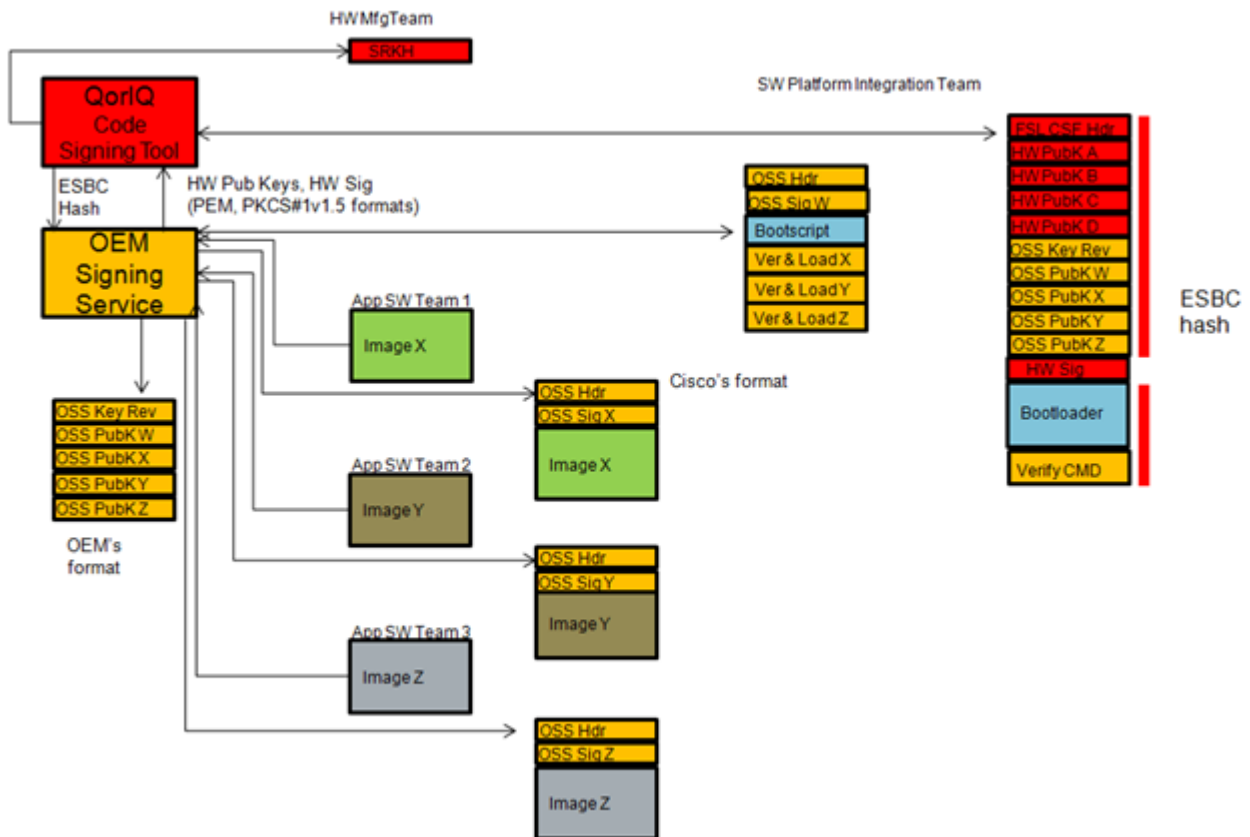 HW Mfg Team
SRKH
QorIQ
Code
Signing Tool
SW Platform Integration Team
ESBC
Hash
HW Pub Keys, HW Sig
(PEM, PKCS#1v1.5 formats)
OEM
Signing
Service
OSS Key Rev
OSS PubK W
OSS PubK X
OSS PubK Y
OSS PubK Z
OEM's
format
App SW Team 1
Image X
App SW Team 2
Image Y
App SW Team 3
Image Z
OSS Hdr
OSS Sig X
Image X
Cisco's format
OSS Hdr
OSS Sig Y
Image Y
OSS Hdr
OSS Sig Z
Image Z
OSS Hdr
OSS Sig W
Bootscript
Ver & Load X
Ver & Load Y
Ver & Load Z
FSL CSF Hdr
HW PubK A
HW PubK B
HW PubK C
HW PubK D
OSS Key Rev
OSS PubK W
OSS PubK X
OSS PubK Y
OSS PubK Z
HW Sig
Bootloader
Verify CMD
ESBC
hash